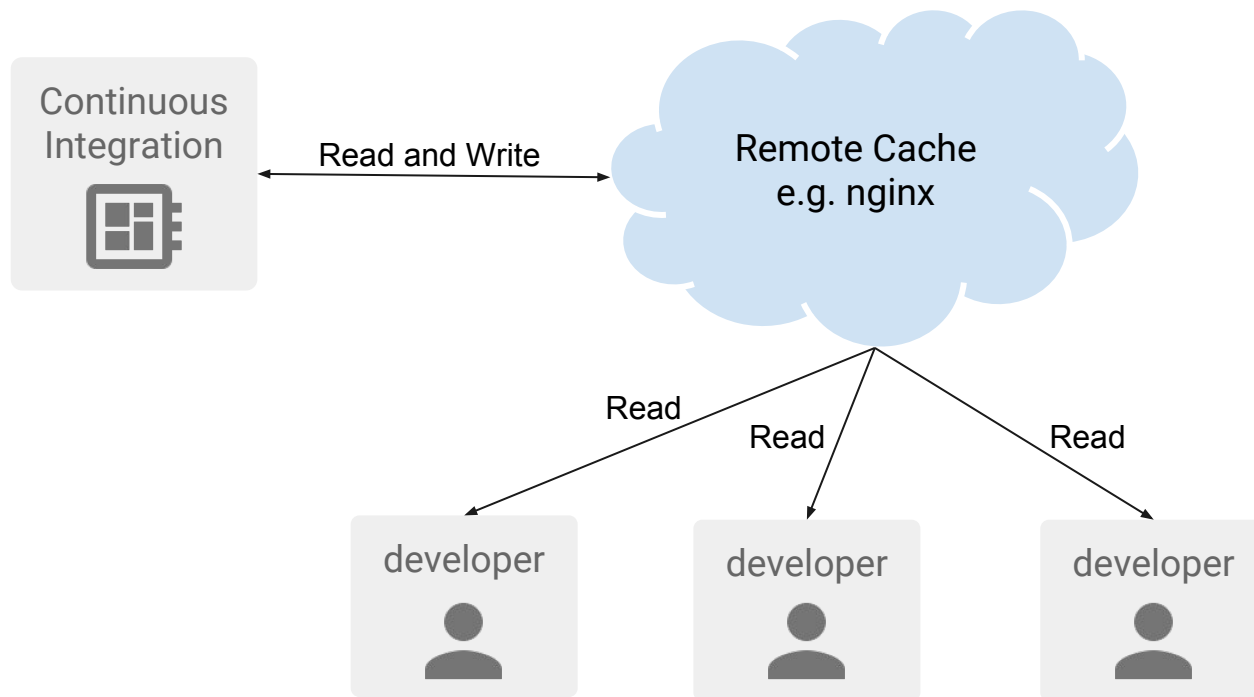 Continuous
Integration
Read and Write
Remote Cache
e.g. nginx
Read
Read
Read
developer
developer
developer